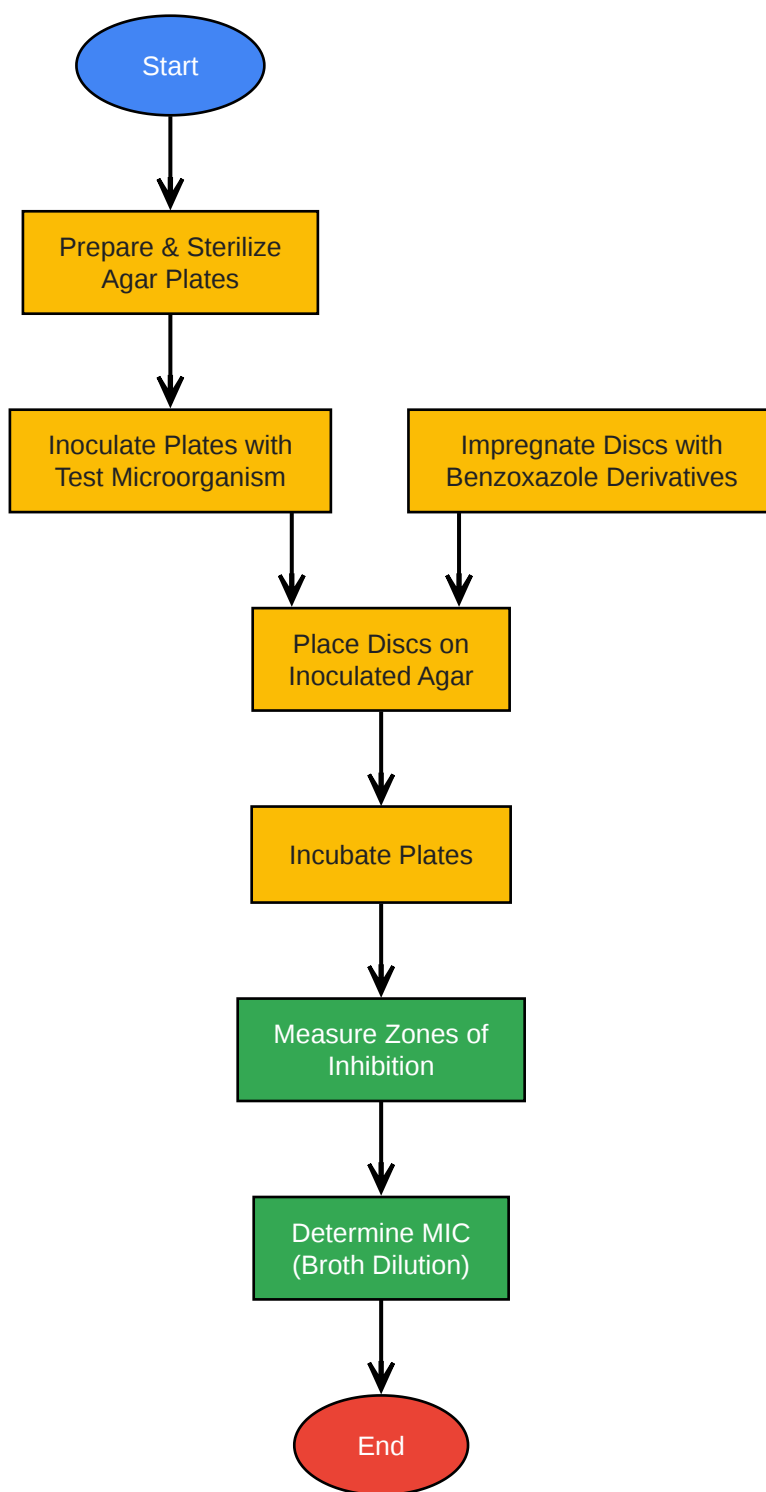 Start
Prepare & Sterilize
Agar Plates
Inoculate Plates with
Test Microorganism
Impregnate Discs with
Benzoxazole Derivatives
Place Discs on
Inoculated Agar
Incubate Plates
Measure Zones of
Inhibition
Determine MIC
(Broth Dilution)
End